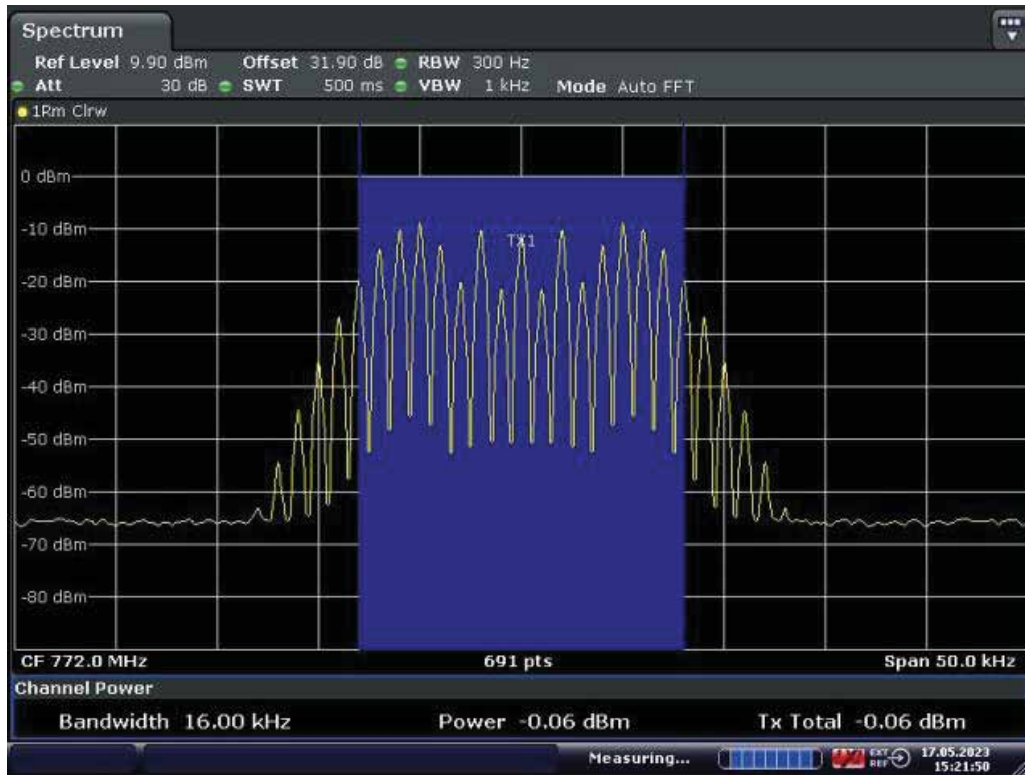 Spectrum
Ref Level 9.90 dBm Offset 31.90 dB RBW 300 Hz
Att 30 dB SWT 500 ms VBW 1 kHz Mode Auto FFT
1Rm Clrw
0 dBm
-10 dBm
TX1
-20 dBm
-30 dBm
-40 dBm
-50 dBm
-60 dBm
-70 dBm
-80 dBm
CF 772.0 MHz 691 pts Span 50.0 kHz
Channel Power
Bandwidth 16.00 kHz Power -0.06 dBm Tx Total -0.06 dBm
Measuring... EXT REF 17.05.2023
15:21:50